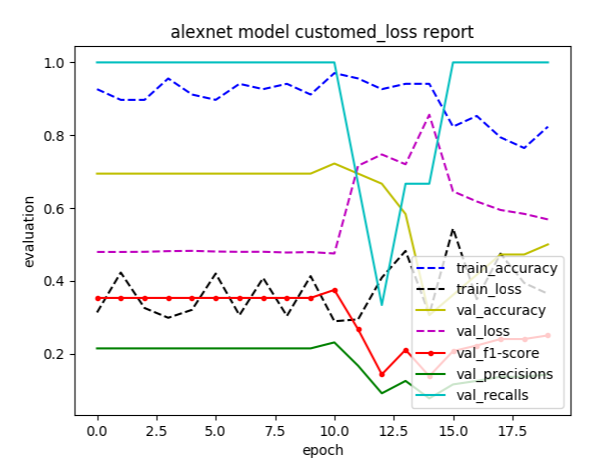 alexnet model customed_loss report
evaluation
1.0
0.8
0.6
0.4
0.2
train_accuracy
train_loss
val_accuracy
val_loss
val_f1-score
val_precisions
val_recalls
0.0 2.5 5.0 7.5 10.0 12.5 15.0 17.5
epoch